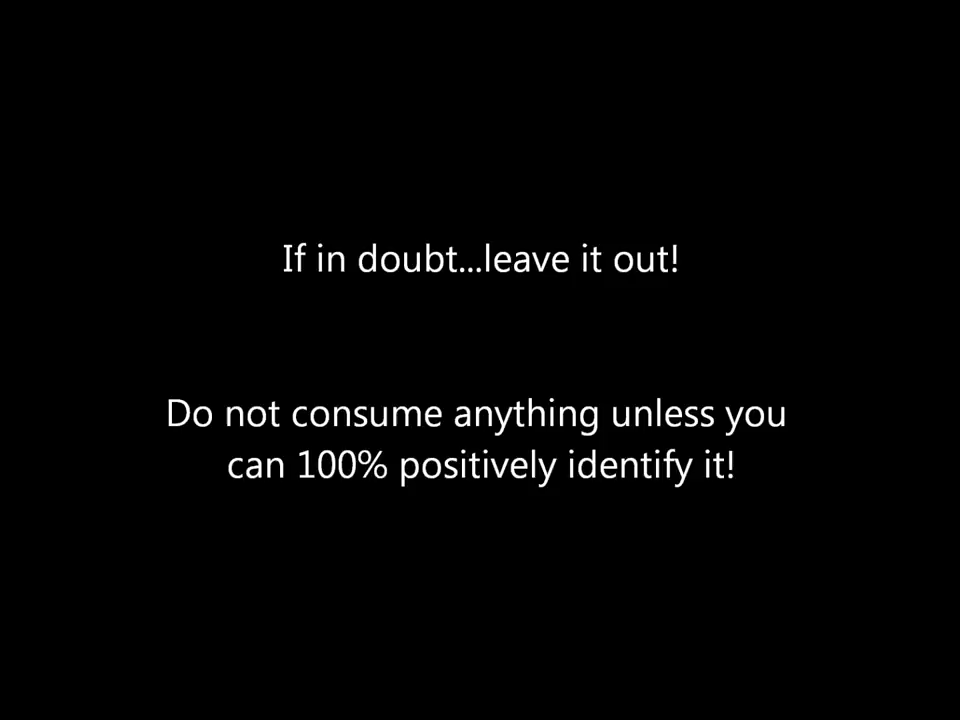 If in doubt...leave it out!
Do not consume anything unless you
can 100% positively identify it!